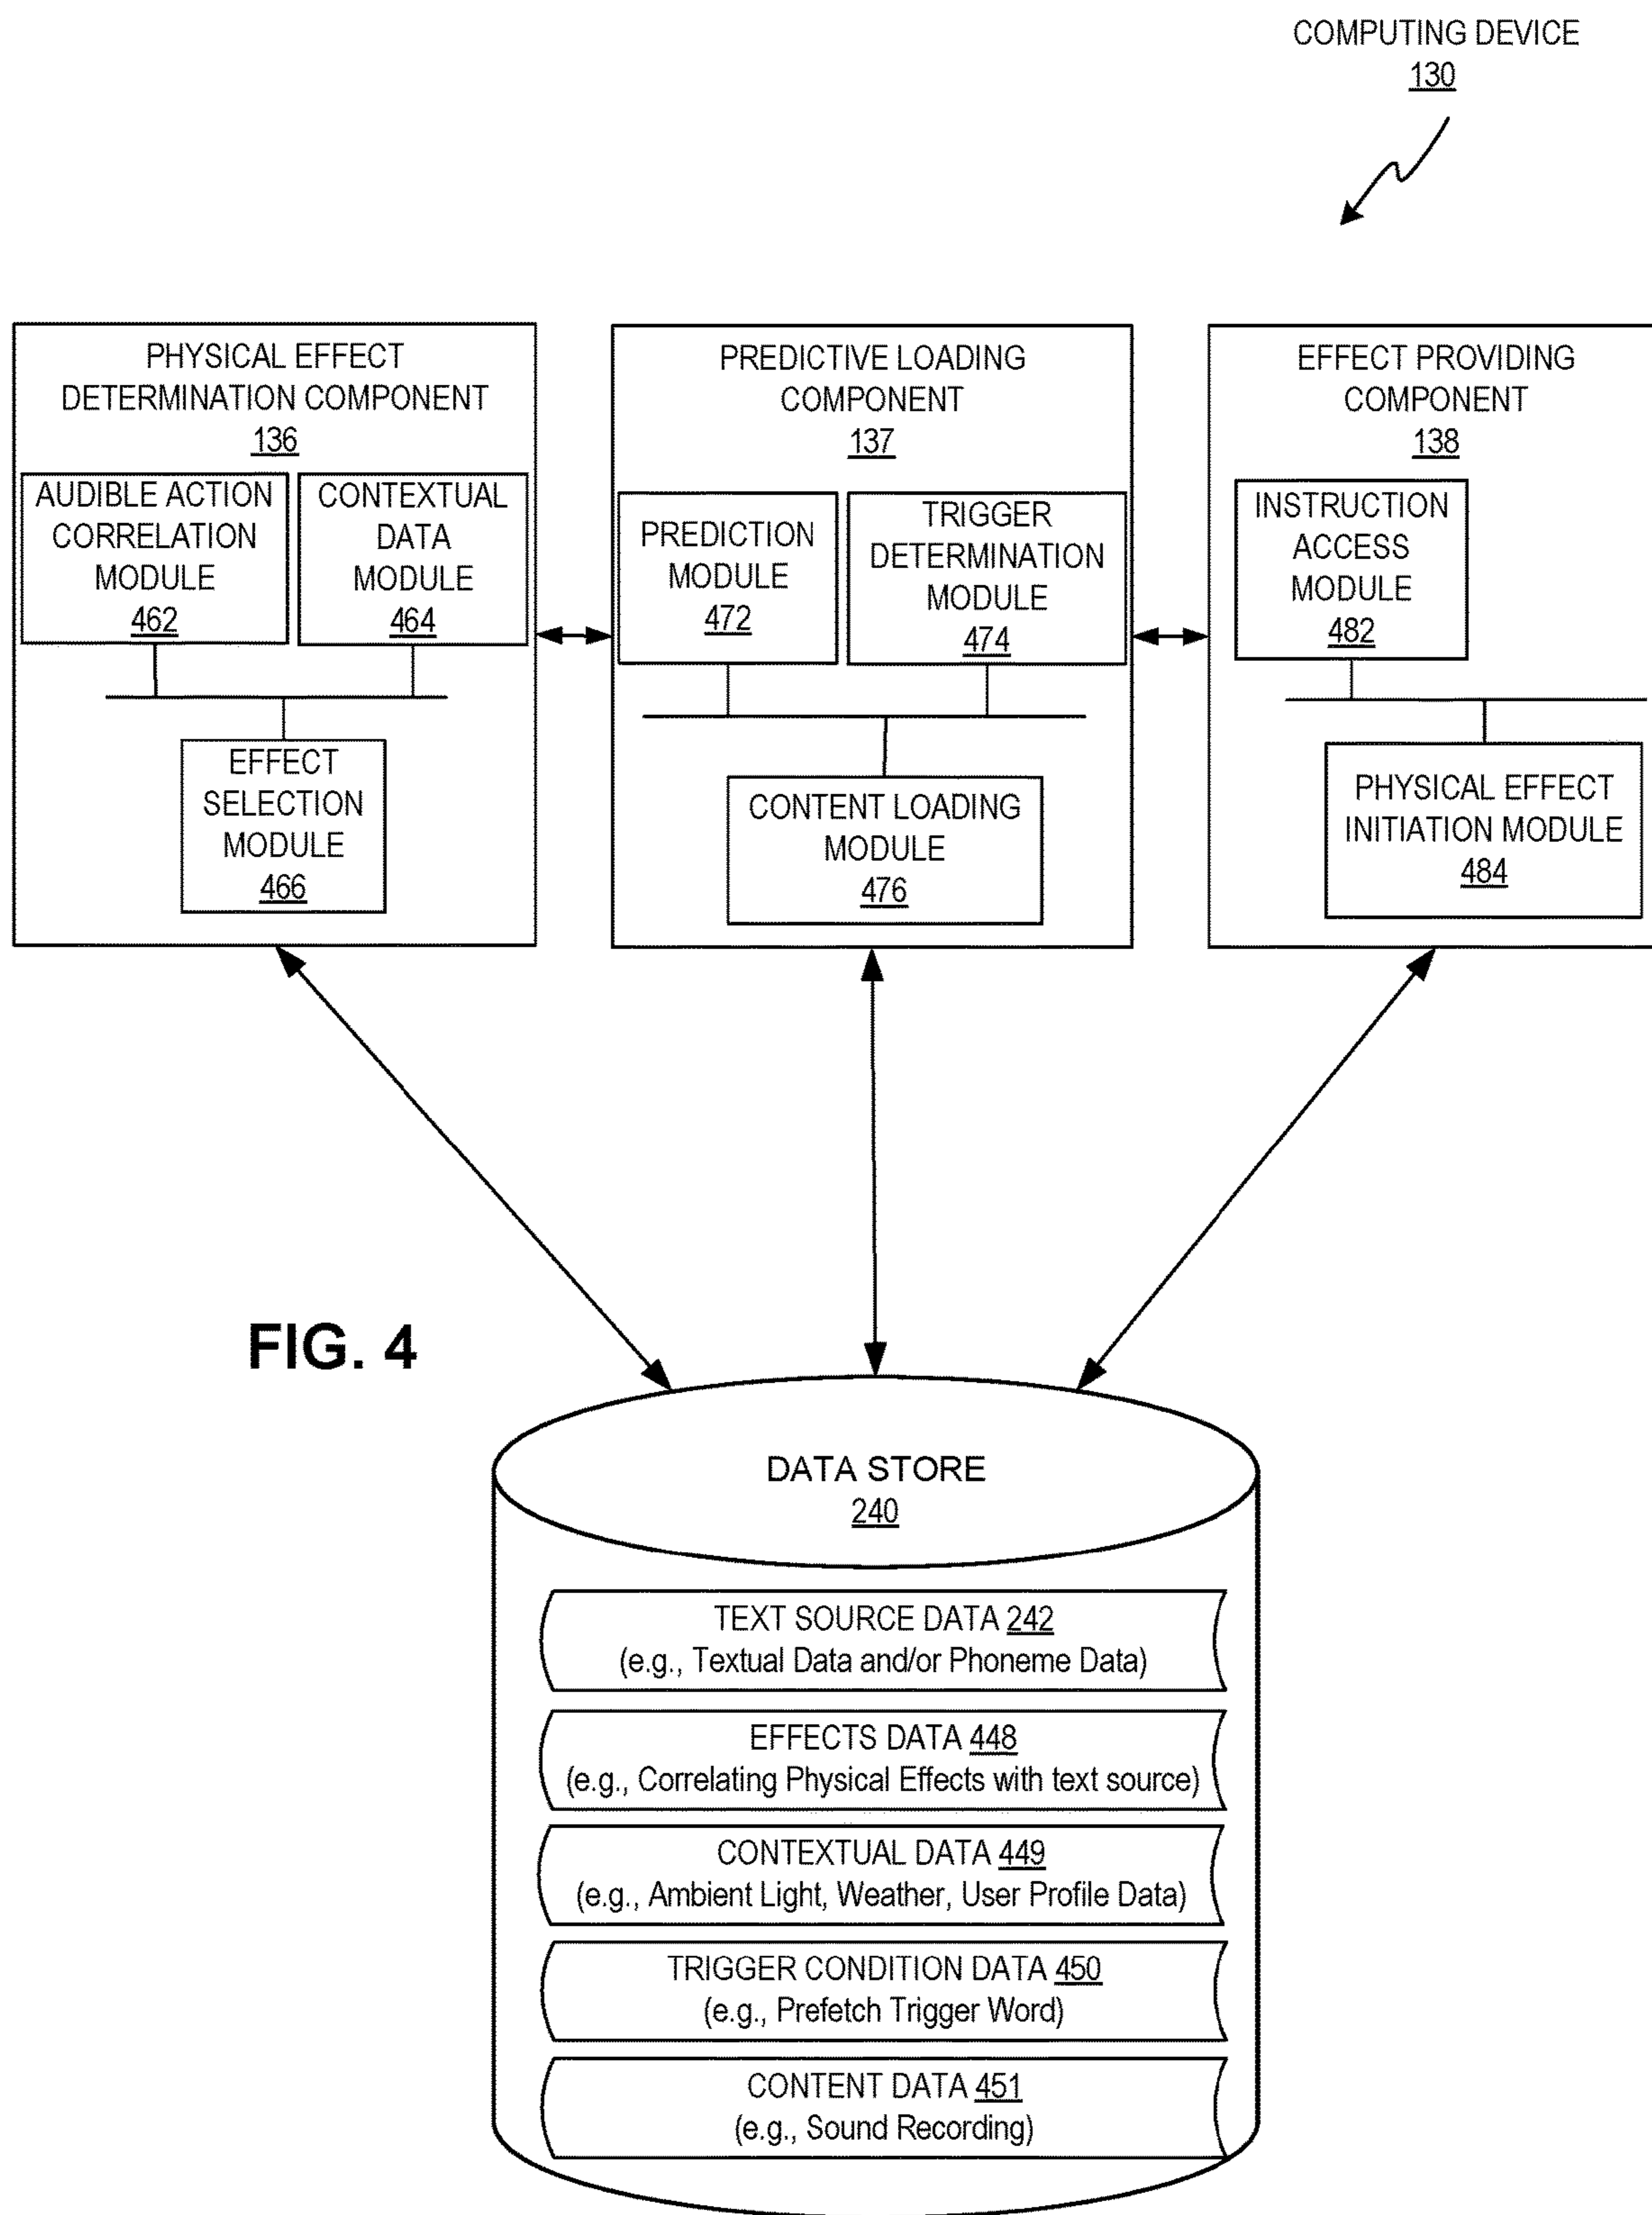 COMPUTING DEVICE
130
PHYSICAL EFFECT
DETERMINATION COMPONENT
136
AUDIBLE ACTION
CORRELATION
MODULE
462
CONTEXTUAL
DATA
MODULE
464
EFFECT
SELECTION
MODULE
466
PREDICTIVE LOADING
COMPONENT
137
PREDICTION
MODULE
472
TRIGGER
DETERMINATION
MODULE
474
CONTENT LOADING
MODULE
476
EFFECT PROVIDING
COMPONENT
138
INSTRUCTION
ACCESS
MODULE
482
PHYSICAL EFFECT
INITIATION MODULE
484
FIG. 4
DATA STORE
240
TEXT SOURCE DATA 242
(e.g., Textual Data and/or Phoneme Data)
EFFECTS DATA 448
(e.g., Correlating Physical Effects with text source)
CONTEXTUAL DATA 449
(e.g., Ambient Light, Weather, User Profile Data)
TRIGGER CONDITION DATA 450
(e.g., Prefetch Trigger Word)
CONTENT DATA 451
(e.g., Sound Recording)